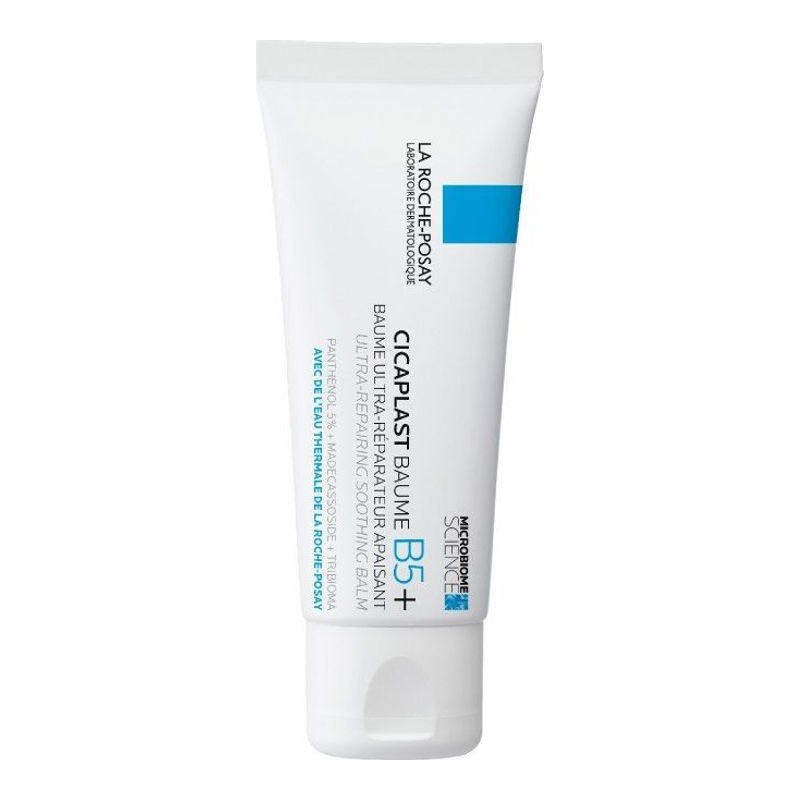 LA ROCHE-POSAY
LABORATOIRE DERMATOLOGIQUE
CICAPLAST BAUME B5+
BAUME ULTRA-RÉPARATEUR APAISANT
ULTRA-REPAIRING SOOTHING BALM
PANTHENOL 5% + MADECASSOSIDE + TRIBIOMA
AVEC DE L'EAU THERMALE DE LA ROCHE-POSAY
MICROBIOME
SCIENCE